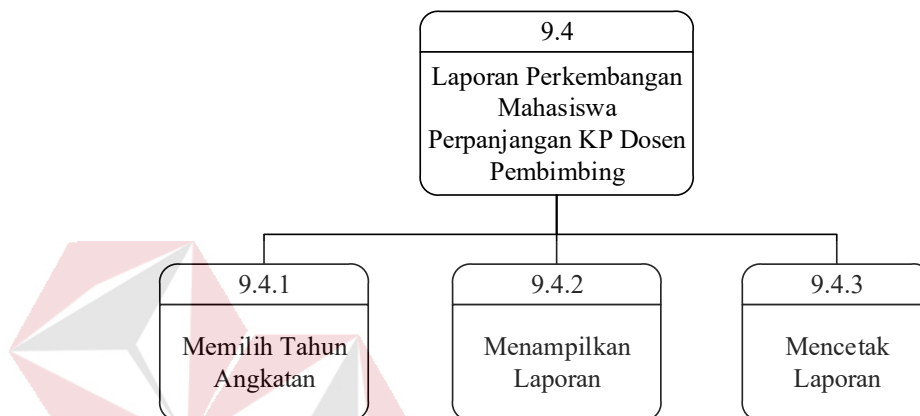 9.4
Laporan Perkembangan
Mahasiswa
Perpanjangan KP Dosen
Pembimbing
9.4.1
Memilih Tahun
Angkatan
9.4.2
Menampilkan
Laporan
9.4.3
Mencetak
Laporan